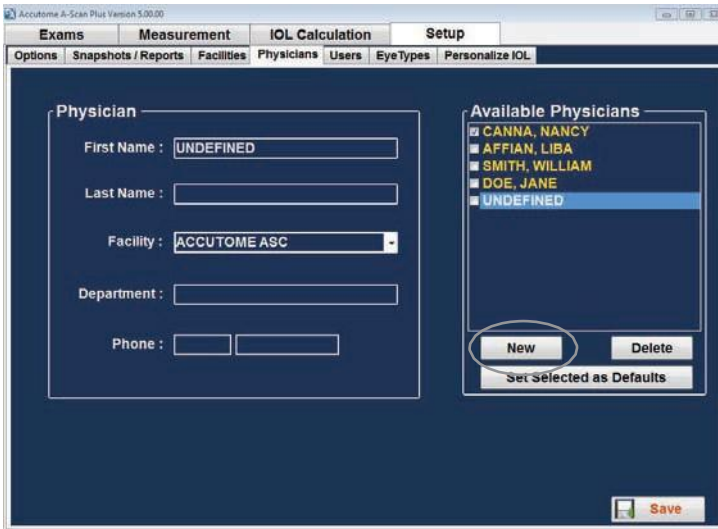 Accutome A-Scan Plus Version 5.00.00
Exams Measurement IOL Calculation Setup
Options Snapshots / Reports Facilities Physicians Users EyeTypes Personalize IOL
Physician
First Name : UNDEFINED
Last Name :
Facility : ACCUTOME ASC
Department :
Phone :
Available Physicians
CANNA, NANCY
AFFIAN, LIBA
SMITH, WILLIAM
DOE, JANE
UNDEFINED
New Delete
Set Selected as Defaults
Save